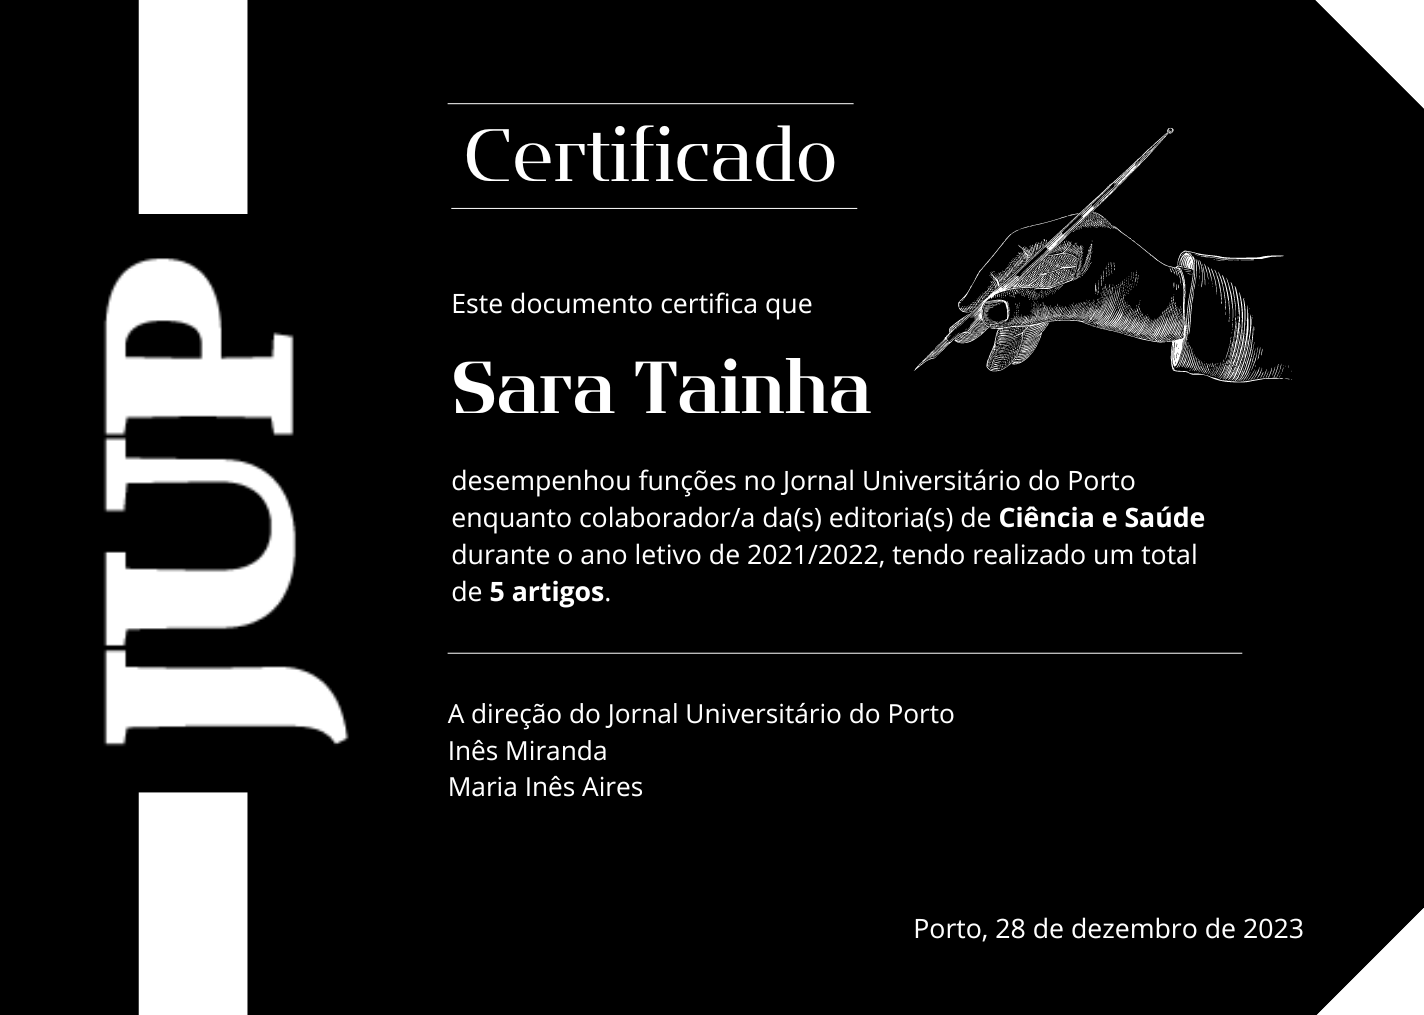 JUP
Certificado
Este documento certifica que
Sara Tainha
desempenhou funções no Jornal Universitário do Porto
enquanto colaborador/a da(s) editoria(s) de Ciência e Saúde
durante o ano letivo de 2021/2022, tendo realizado um total
de 5 artigos.
A direção do Jornal Universitário do Porto
Inês Miranda
Maria Inês Aires
Porto, 28 de dezembro de 2023